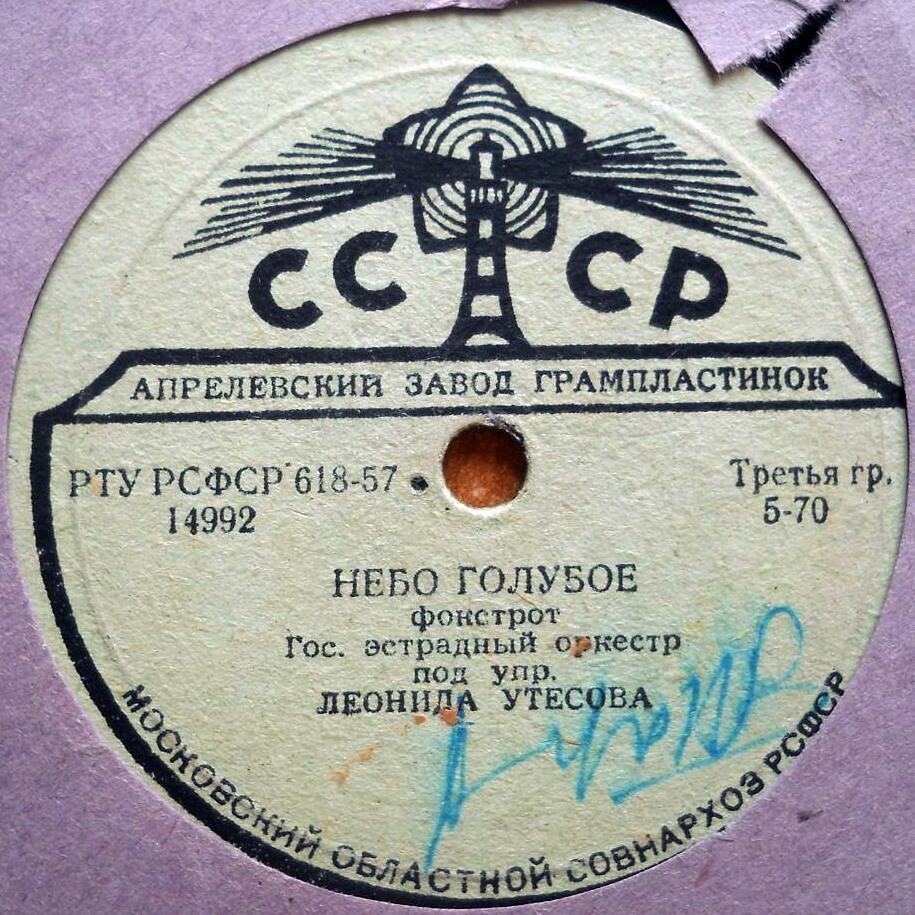 СССР
АПРЕЛЕВСКИЙ ЗАВОД ГРАМПЛАСТИНОК
РТУ РСФСР 618-57
14992
Третья гр.
5-70
НЕБО ГОЛУБОЕ
фокстрот
Гос. эстрадный оркестр
под упр.
ЛЕОНИДА УТЕСОВА
МОСКОВСКИЙ ОБЛАСТНОЙ СОВНАРХОЗ РСФСР